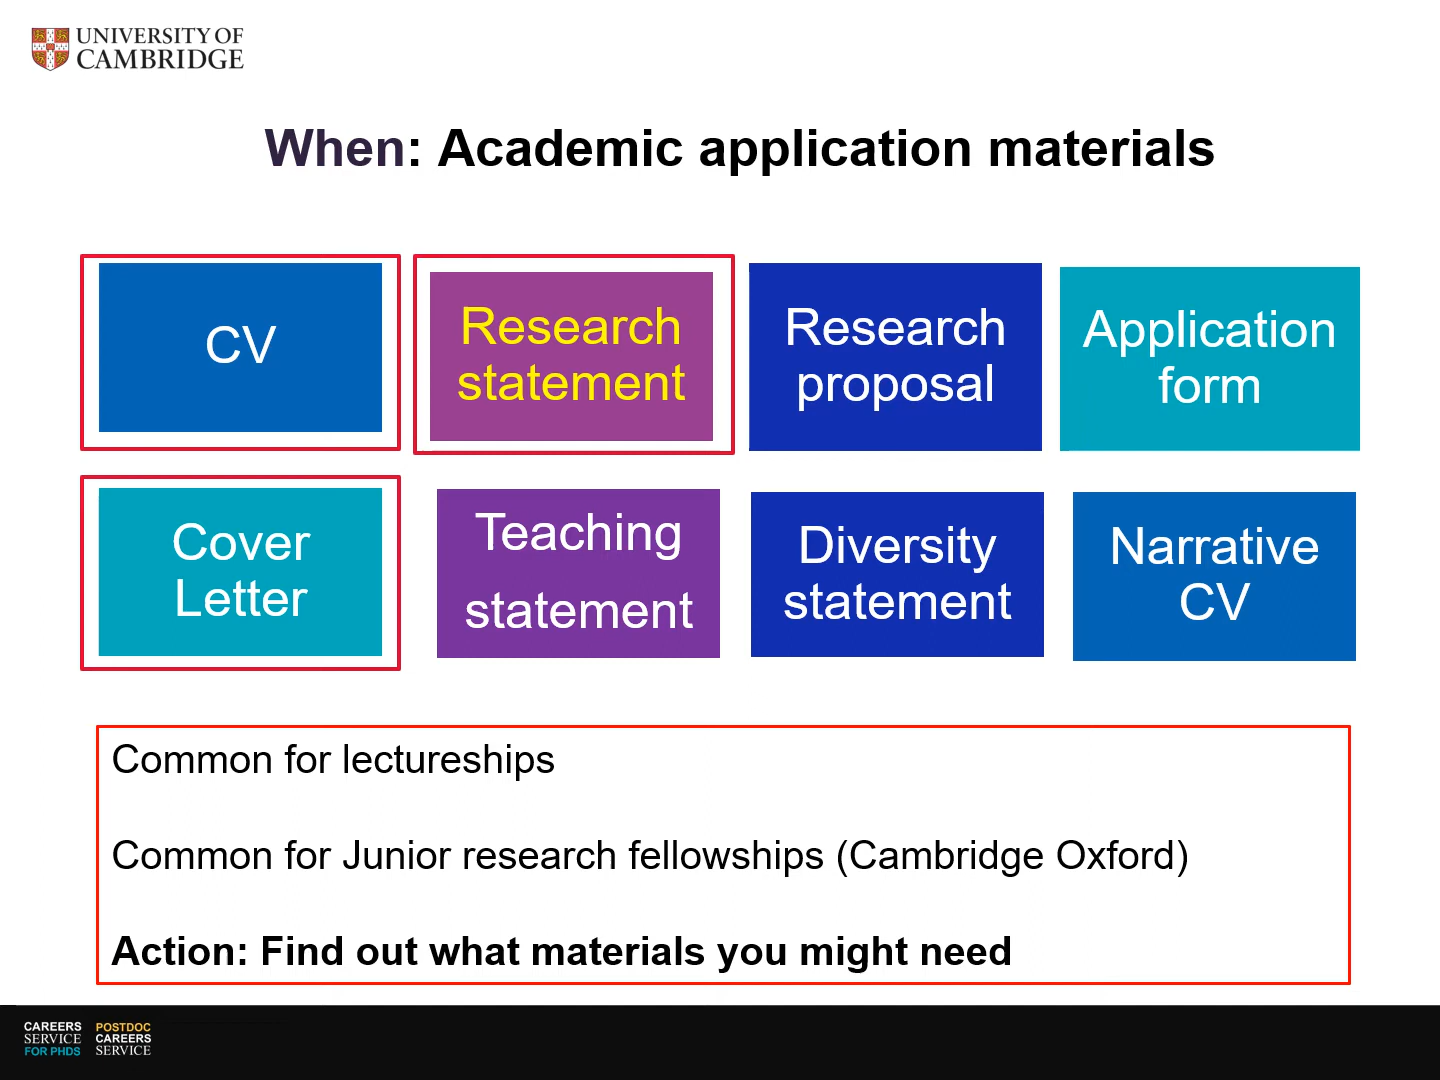 UNIVERSITY OF
CAMBRIDGE
When: Academic application materials
CV
Research
statement
Research
proposal
Application
form
Cover
Letter
Teaching
statement
Diversity
statement
Narrative
CV
Common for lectureships
Common for Junior research fellowships (Cambridge Oxford)
Action: Find out what materials you might need
CAREERS
SERVICE
FOR PHDS
POSTDOC
CAREERS
SERVICE